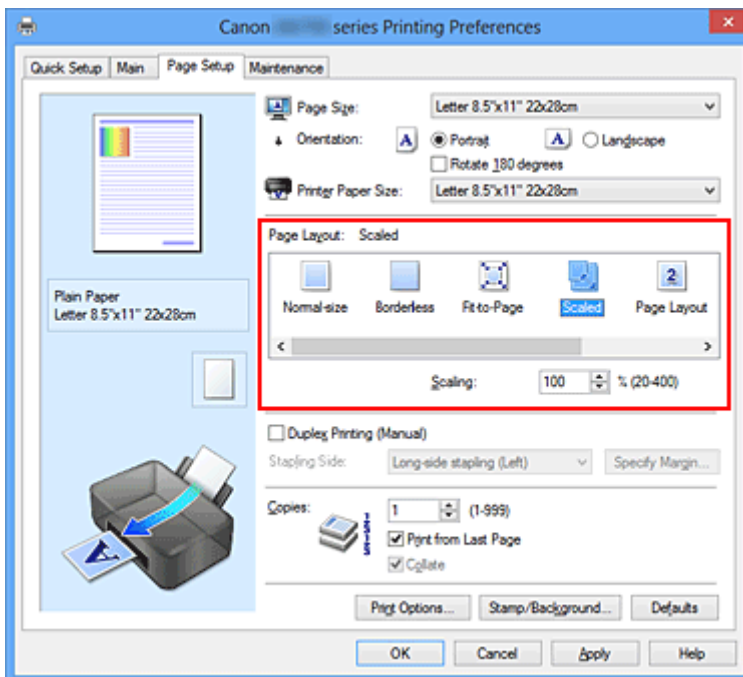 Canon series Printing Preferences
Quick Setup Main Page Setup Maintenance
Page Size: Letter 8.5"x11" 22x28cm
Orientation: A Portrait A Landscape
Rotate 180 degrees
Printer Paper Size: Letter 8.5"x11" 22x28cm
Page Layout: Scaled
Normal-size Borderless Fit-to-Page Scaled Page Layout
Scaling: 100 % (20-400)
Plain Paper
Letter 8.5"x11" 22x28cm
Duplex Printing (Manual)
Stapling Side: Long-side stapling (Left) Specify Margin...
Copies: 1 (1-999)
Print from Last Page
Collate
Print Options... Stamp/Background... Defaults
OK Cancel Apply Help